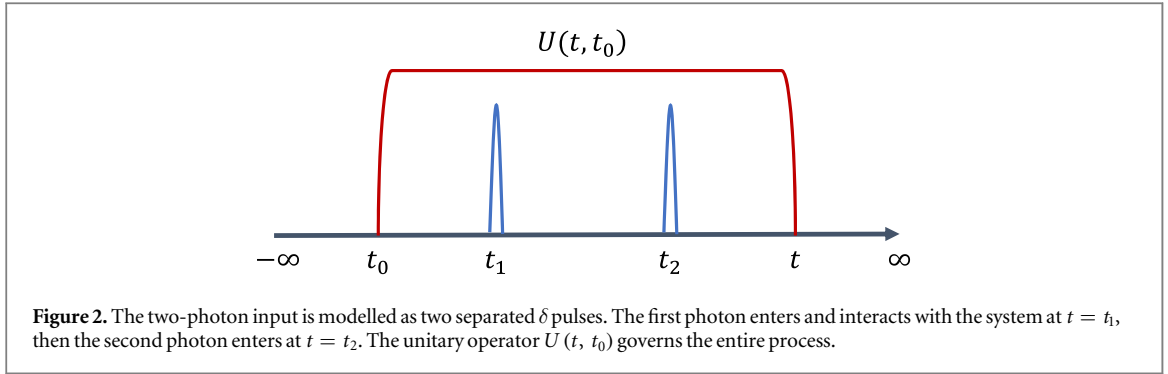 U(t, t₀)
−∞ t₀ t₁ t₂ t ∞
Figure 2. The two-photon input is modelled as two separated δ pulses. The first photon enters and interacts with the system at t = t₁,
then the second photon enters at t = t₂. The unitary operator U (t, t₀) governs the entire process.